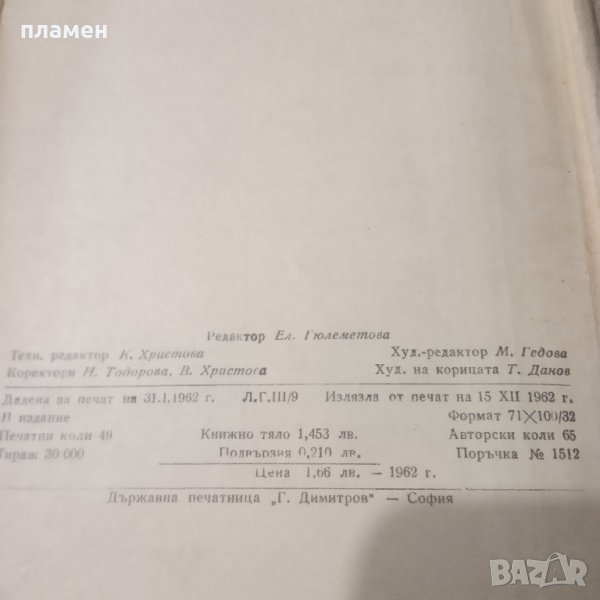 пламен
Редактор Ел. Гюлеметова
Техн. редактор К. Христова Худ.-редактор М. Гедова
Коректори Н. Тодорова, В. Христова Худ. на корицата Т. Данов
Дадена за печат на 31.I.1962 г. Л.Г.III/9 Излязла от печат на 15 XII 1962 г.
II издание Формат 71×100/32
Печатни коли 49 Книжно тяло 1,453 лв. Авторски коли 65
Тираж 30 000 Подвързия 0,210 лв. Поръчка № 1512
Цена 1,66 лв. — 1962 г.
Държавна печатница „Г. Димитров“ — София
BAZAR